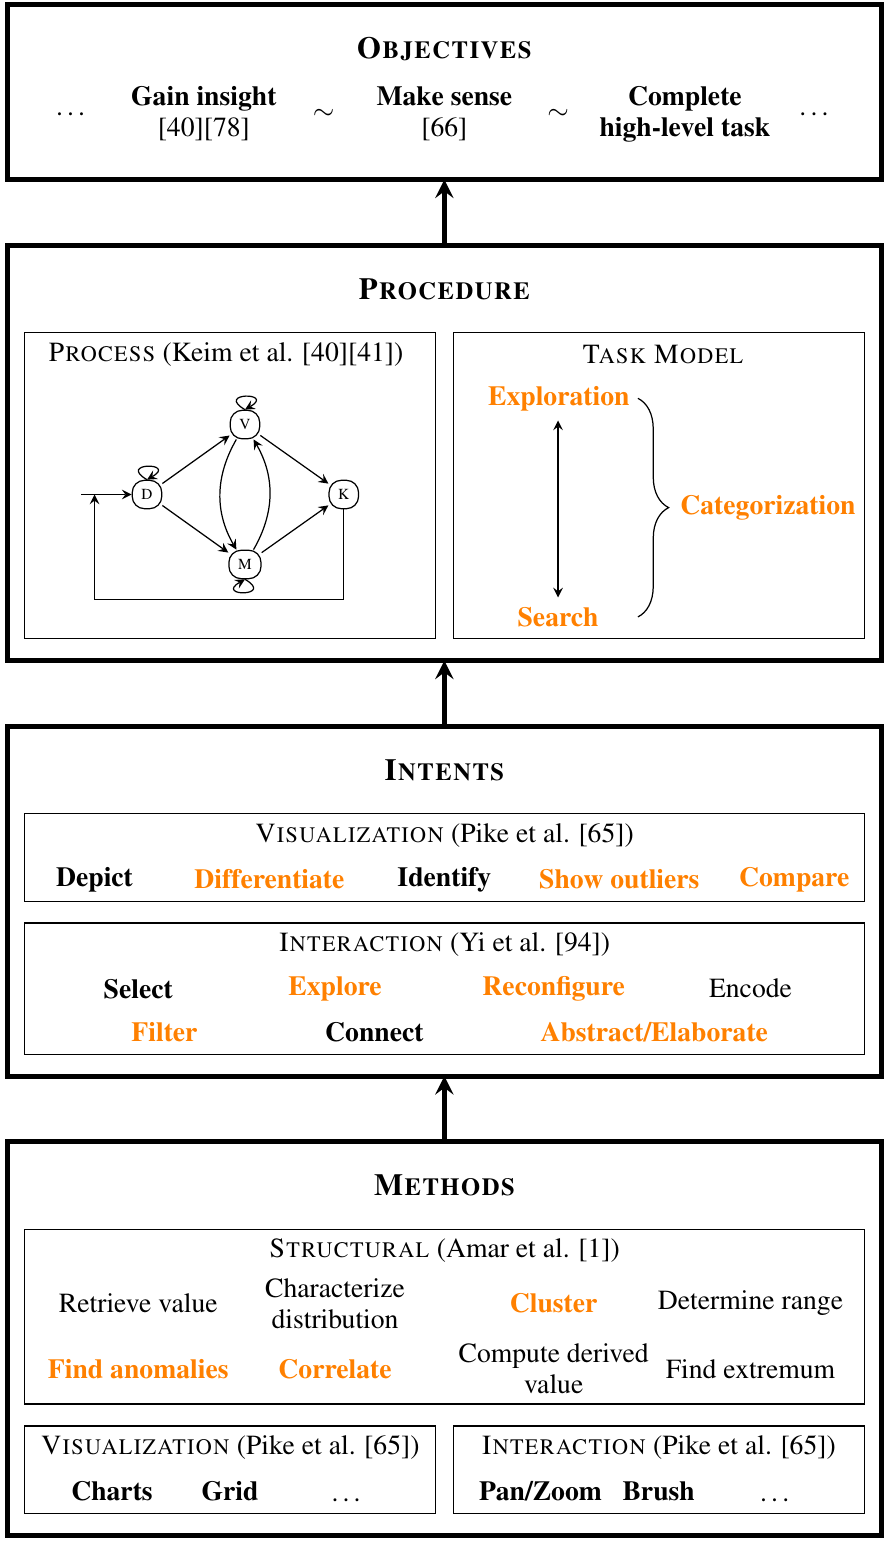 OBJECTIVES
... Gain insight ∼ Make sense ∼ Complete ...
[40][78] [66] high-level task
PROCEDURE
PROCESS (Keim et al. [40][41])
V
D
K
M
TASK MODEL
Exploration
Categorization
Search
INTENTS
VISUALIZATION (Pike et al. [65])
Depict Differentiate Identify Show outliers Compare
INTERACTION (Yi et al. [94])
Select Explore Reconfigure Encode
Filter Connect Abstract/Elaborate
METHODS
STRUCTURAL (Amar et al. [1])
Retrieve value Characterize distribution Cluster Determine range
Find anomalies Correlate Compute derived value Find extremum
VISUALIZATION (Pike et al. [65])
Charts Grid ...
INTERACTION (Pike et al. [65])
Pan/Zoom Brush ...